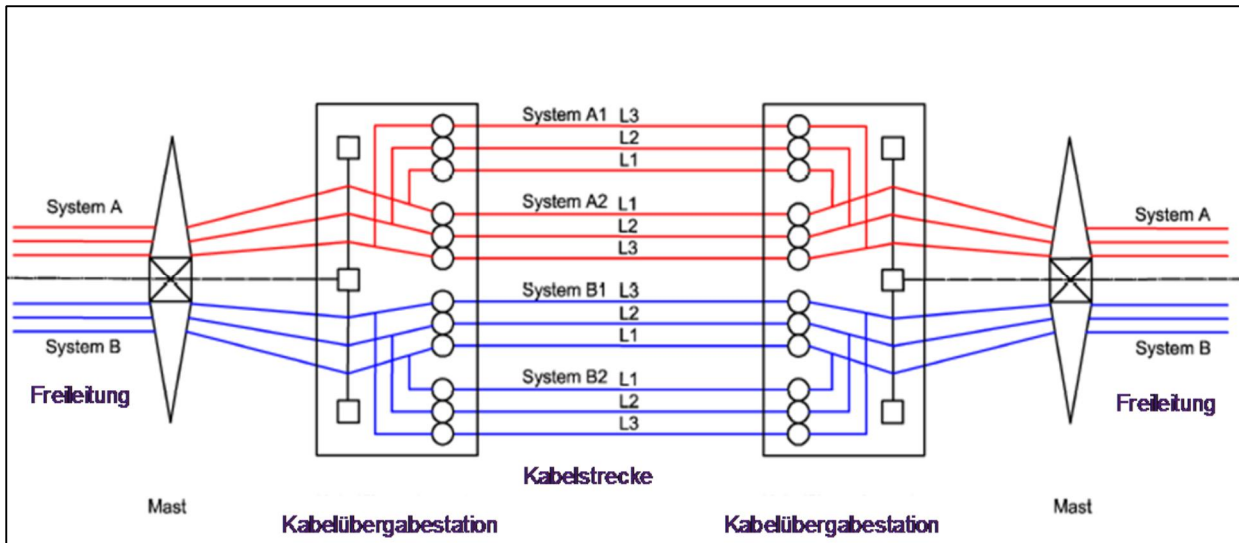 System A1 L3
L2
L1
System A
System A2 L1
L2
L3
System A
System B1 L3
L2
L1
System B
System B
System B2 L1
L2
L3
Freileitung
Freileitung
Kabelstrecke
Mast
Mast
Kabelübergabestation
Kabelübergabestation